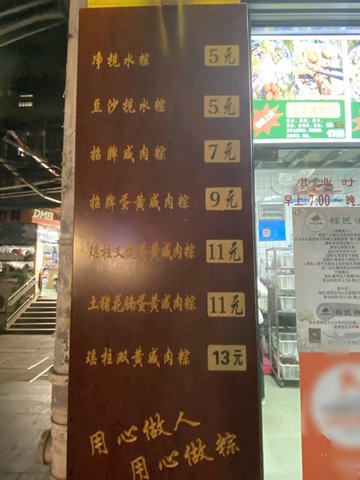 净枧水粽 5元
豆沙枧水粽 5元
招牌咸肉粽 7元
招牌蛋黄咸肉粽 9元
瑶柱叉烧蛋黄咸肉粽 11元
土猪花肠蛋黄咸肉粽 11元
瑶柱双黄咸肉粽 13元
用心做人
用心做粽
DMB
营业时
早上7:00~晚